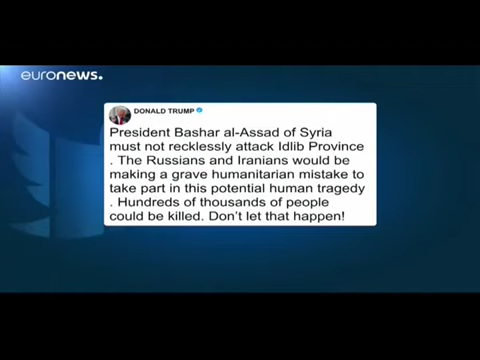 euronews.
DONALD TRUMP
President Bashar al-Assad of Syria
must not recklessly attack Idlib Province
. The Russians and Iranians would be
making a grave humanitarian mistake to
take part in this potential human tragedy
. Hundreds of thousands of people
could be killed. Don't let that happen!